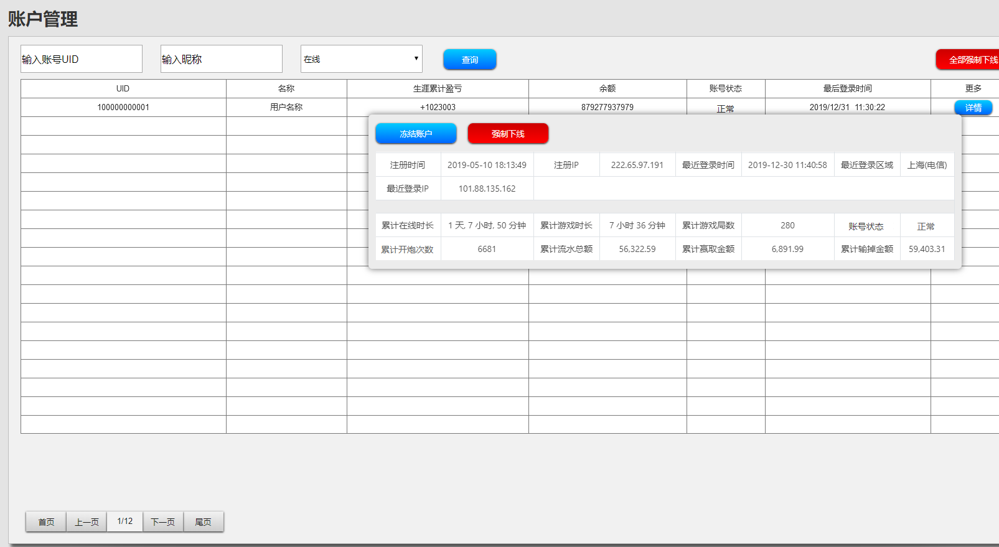 账户管理
输入账号UID 输入昵称 在线 查询 全部强制下线
UID 名称 生涯累计盈亏 余额 账号状态 最后登录时间 更多
100000000001 用户名称 +1023003 879277937979 正常 2019/12/31 11:30:22 详情
冻结账户 强制下线
注册时间 2019-05-10 18:13:49 注册IP 222.65.97.191 最近登录时间 2019-12-30 11:40:58 最近登录区域 上海(电信)
最近登录IP 101.88.135.162
累计在线时长 1 天, 7 小时, 50 分钟 累计游戏时长 7 小时 36 分钟 累计游戏局数 280 账号状态 正常
累计开炮次数 6681 累计流水总额 56,322.59 累计赢取金额 6,891.99 累计输掉金额 59,403.31
首页 上一页 1/12 下一页 尾页